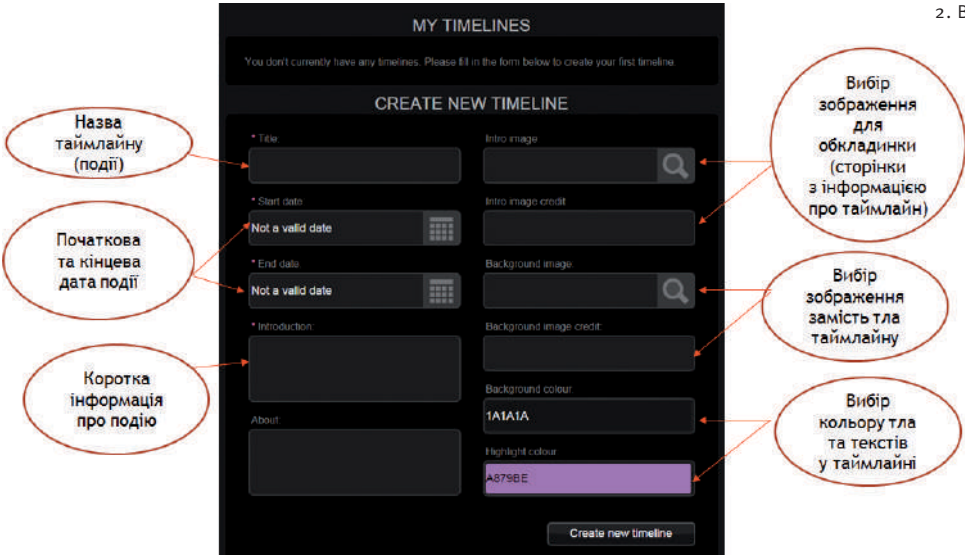 2. В
MY TIMELINES
You don't currently have any timelines. Please fill in the form below to create your first timeline
CREATE NEW TIMELINE
* Title:
Intro image
* Start date
Intro image credit
Not a valid date
* End date
Background image:
Not a valid date
* Introduction:
Background image credit:
Background colour:
1A1A1A
About:
Highlight colour
A879BE
Create new timeline
Назва
таймлайну
(події)
Початкова
та кінцева
дата події
Коротка
інформація
про подію
Вибір
зображення
для
обкладинки
(сторінки
з інформацією
про таймлайн)
Вибір
зображення
замість тла
таймлайну
Вибір
кольору тла
та текстів
у таймлайні